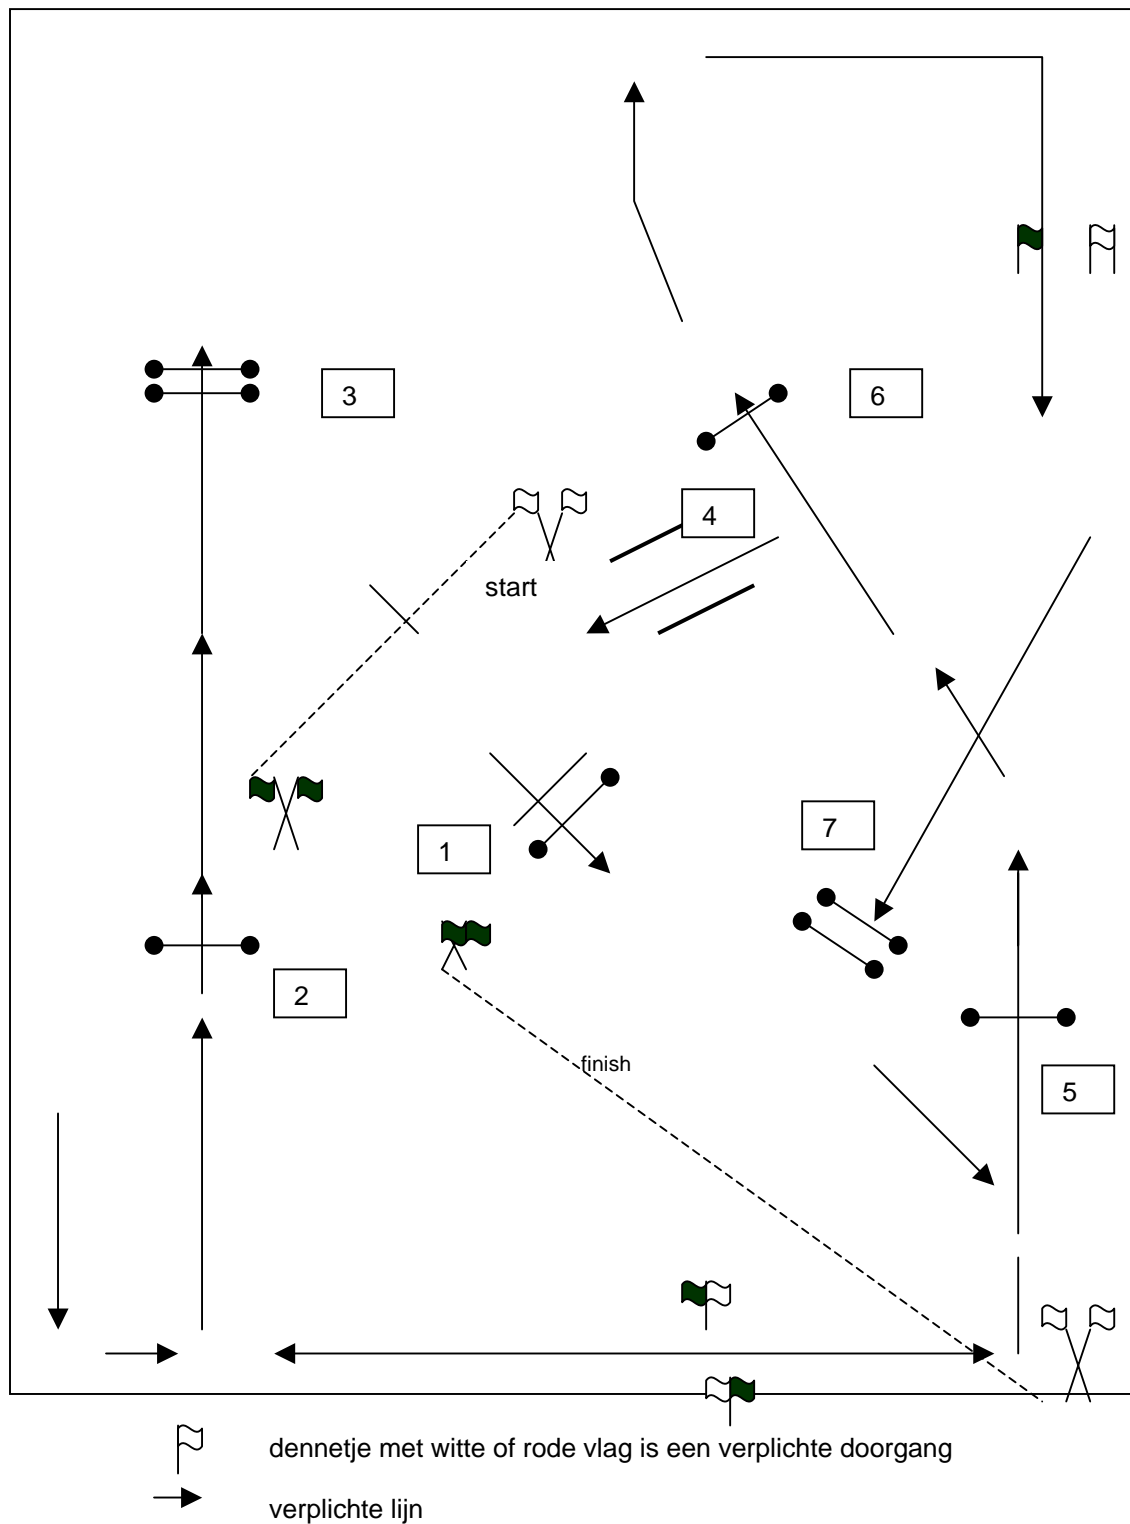 3
6
4
start
7
1
2
finish
5
dennetje met witte of rode vlag is een verplichte doorgang
verplichte lijn